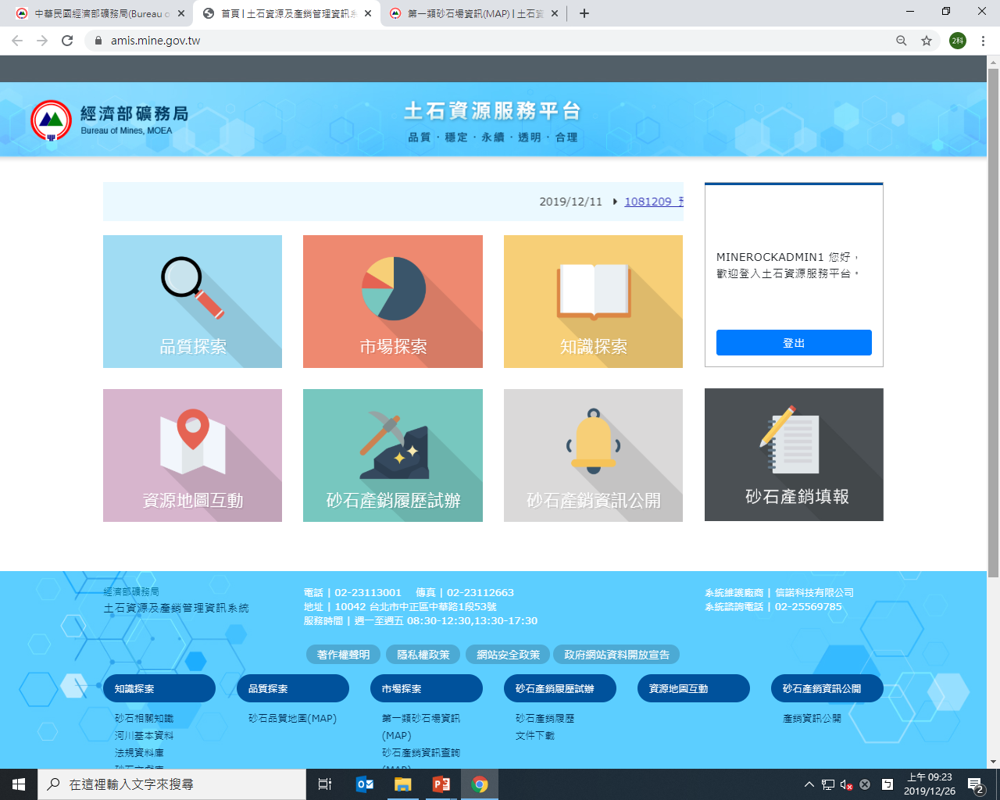 中華民國經濟部礦務局(Bureau o
首頁 | 土石資源及產銷管理資訊系
第一類砂石場資訊(MAP) | 土石資
amis.mine.gov.tw
2科
經濟部礦務局
Bureau of Mines, MOEA
土石資源服務平台
品質 · 穩定 · 永續 · 透明 · 合理
2019/12/11
1081209 預
MINEROCKADMIN1 您好，
歡迎登入土石資源服務平台。
登出
品質探索
市場探索
知識探索
資源地圖互動
砂石產銷履歷試辦
砂石產銷資訊公開
砂石產銷填報
經濟部礦務局
土石資源及產銷管理資訊系統
電話 | 02-23113001 傳真 | 02-23112663
地址 | 10042 台北市中正區中華路1段53號
服務時間 | 週一至週五 08:30-12:30,13:30-17:30
系統維護廠商 | 信諾科技有限公司
系統諮詢電話 | 02-25569785
著作權聲明
隱私權政策
網站安全政策
政府網站資料開放宣告
知識探索
品質探索
市場探索
砂石產銷履歷試辦
資源地圖互動
砂石產銷資訊公開
砂石相關知識
河川基本資料
法規資料庫
砂石文獻庫
砂石品質地圖(MAP)
第一類砂石場資訊
(MAP)
砂石產銷資訊查詢
(MAP)
砂石產銷履歷
文件下載
產銷資訊公開
在這裡輸入文字來搜尋
上午 09:23
2019/12/26
2